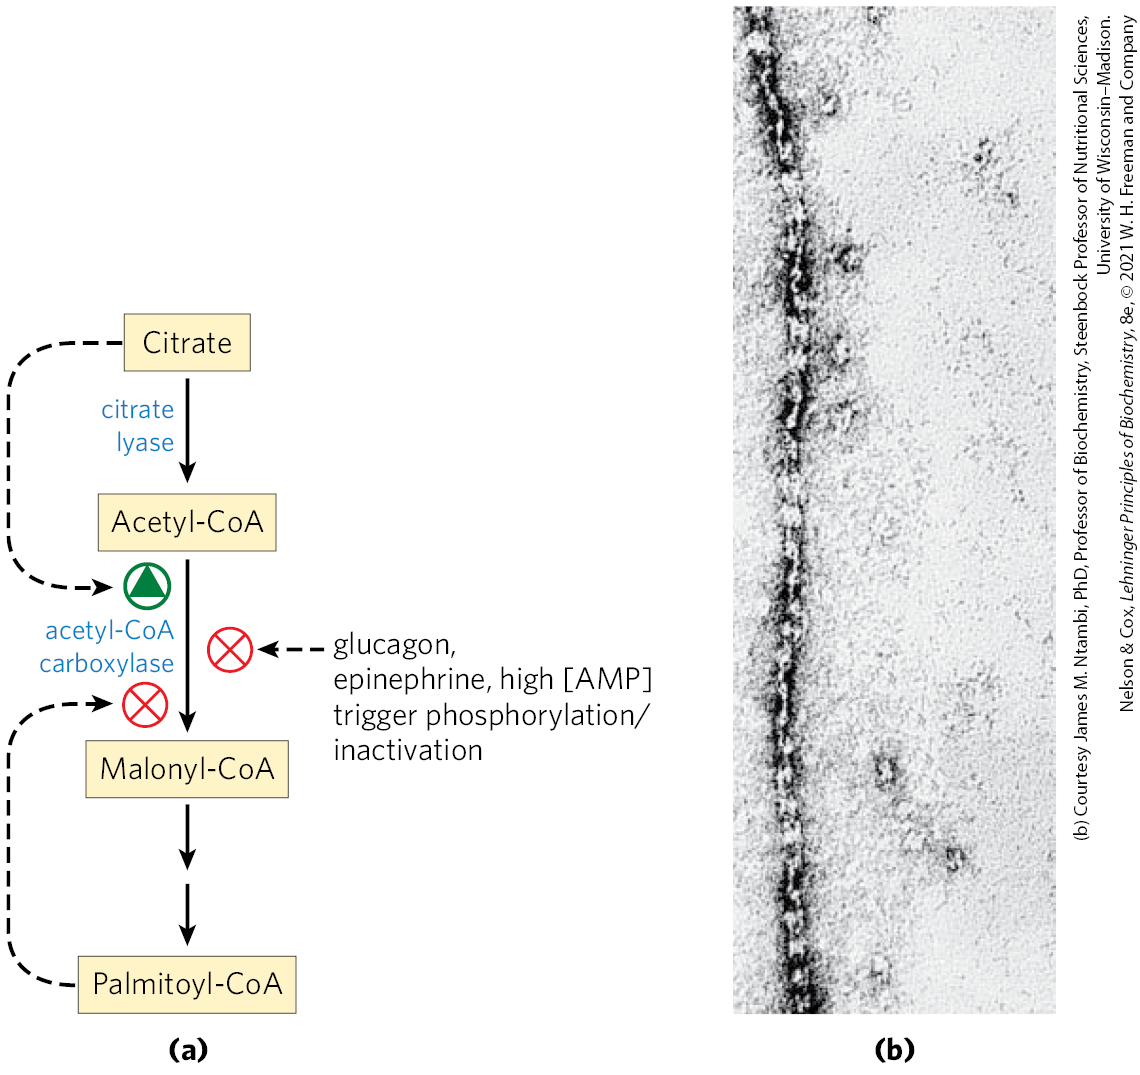 Citrate
citrate
lyase
Acetyl-CoA
acetyl-CoA
carboxylase
glucagon,
epinephrine, high [AMP]
trigger phosphorylation/
inactivation
Malonyl-CoA
Palmitoyl-CoA
(a)
(b)
(b) Courtesy James M. Ntambi, PhD, Professor of Biochemistry, Steenbock Professor of Nutritional Sciences,
University of Wisconsin–Madison.
Nelson & Cox, Lehninger Principles of Biochemistry, 8e, © 2021 W. H. Freeman and Company